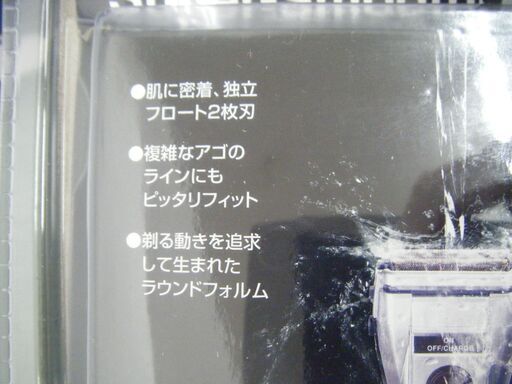 ●肌に密着、独立
フロート2枚刃
●複雑なアゴの
ラインにも
ピッタリフィット
●剃る動きを追求
して生まれた
ラウンドフォルム
ON
OFF/CHARGE